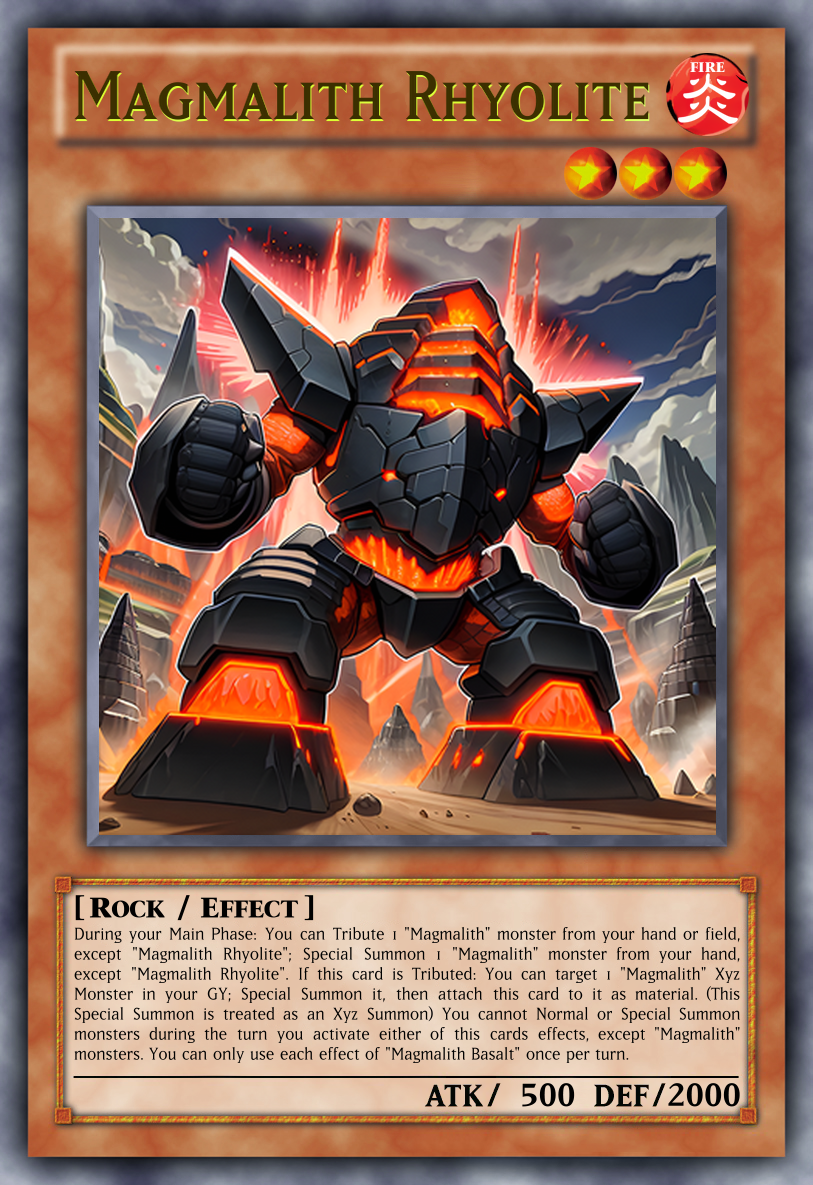 Magmalith Rhyolite
FIRE
炎
[ Rock / Effect ]
During your Main Phase: You can Tribute 1 "Magmalith" monster from your hand or field,
except "Magmalith Rhyolite"; Special Summon 1 "Magmalith" monster from your hand,
except "Magmalith Rhyolite". If this card is Tributed: You can target 1 "Magmalith" Xyz
Monster in your GY; Special Summon it, then attach this card to it as material. (This
Special Summon is treated as an Xyz Summon) You cannot Normal or Special Summon
monsters during the turn you activate either of this cards effects, except "Magmalith"
monsters. You can only use each effect of "Magmalith Basalt" once per turn.
ATK/ 500 DEF/2000